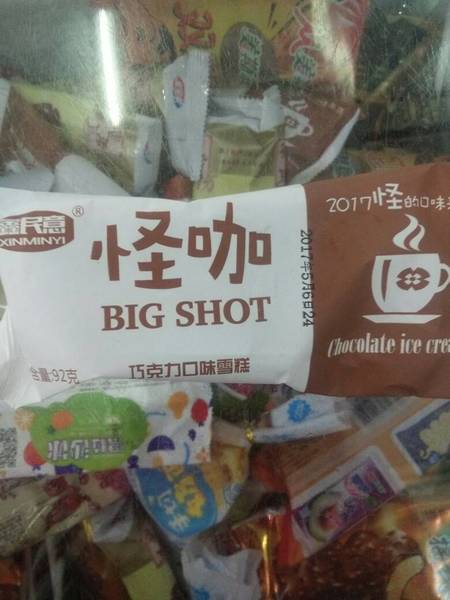 鑫民意
XINMINYI
®
怪咖
BIG SHOT
巧克力口味雪糕
含量:92克
2017年5月6日24
2017怪的口味
Chocolate ice crea